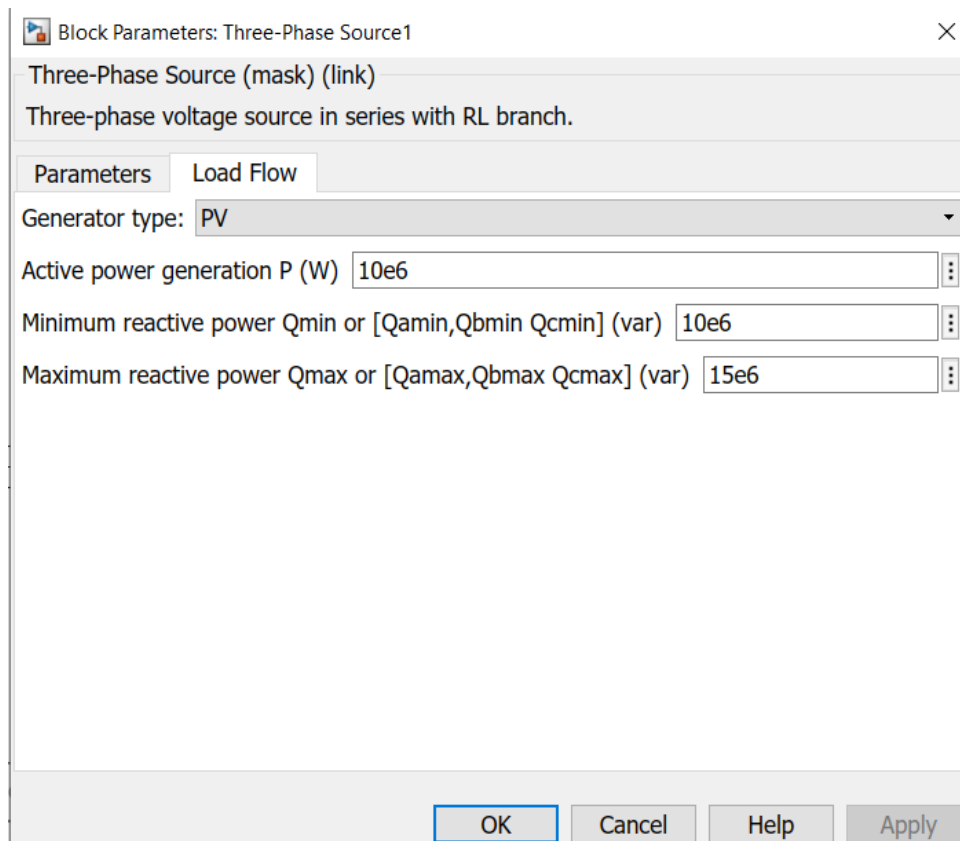 Block Parameters: Three-Phase Source1
Three-Phase Source (mask) (link)
Three-phase voltage source in series with RL branch.
Parameters Load Flow
Generator type: PV
Active power generation P (W) 10e6
Minimum reactive power Qmin or [Qamin,Qbmin Qcmin] (var) 10e6
Maximum reactive power Qmax or [Qamax,Qbmax Qcmax] (var) 15e6
OK Cancel Help Apply